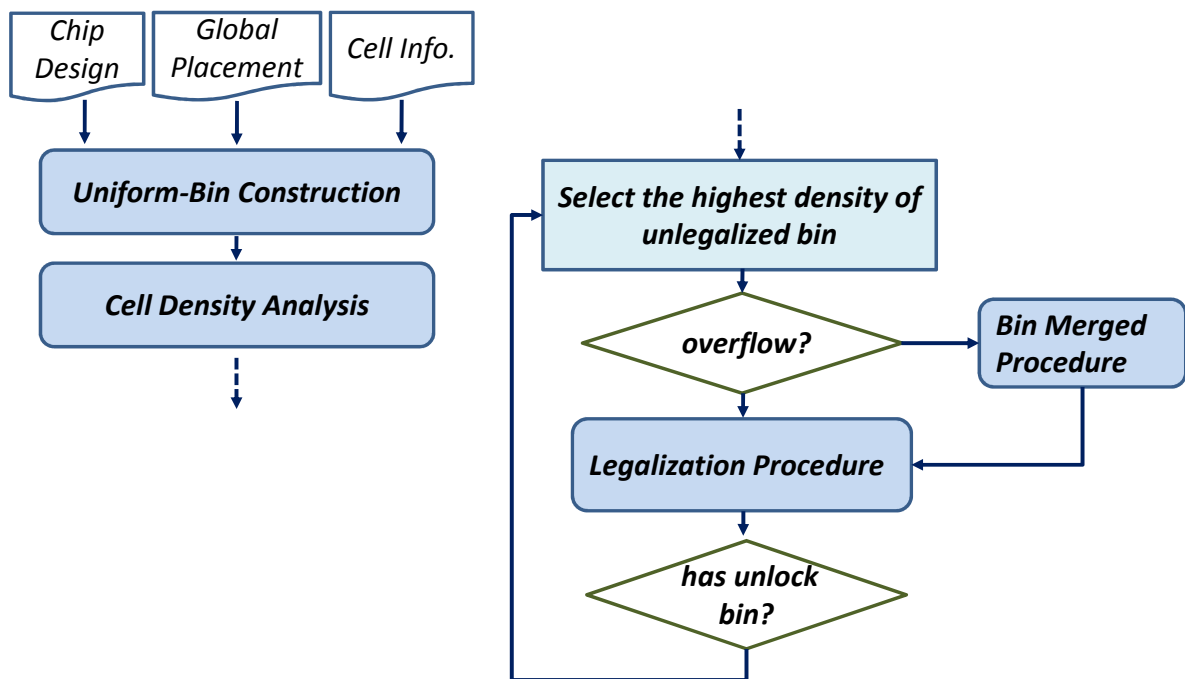 Chip
Design
Global
Placement
Cell Info.
Uniform-Bin Construction
Cell Density Analysis
Select the highest density of
unlegalized bin
overflow?
Bin Merged
Procedure
Legalization Procedure
has unlock
bin?